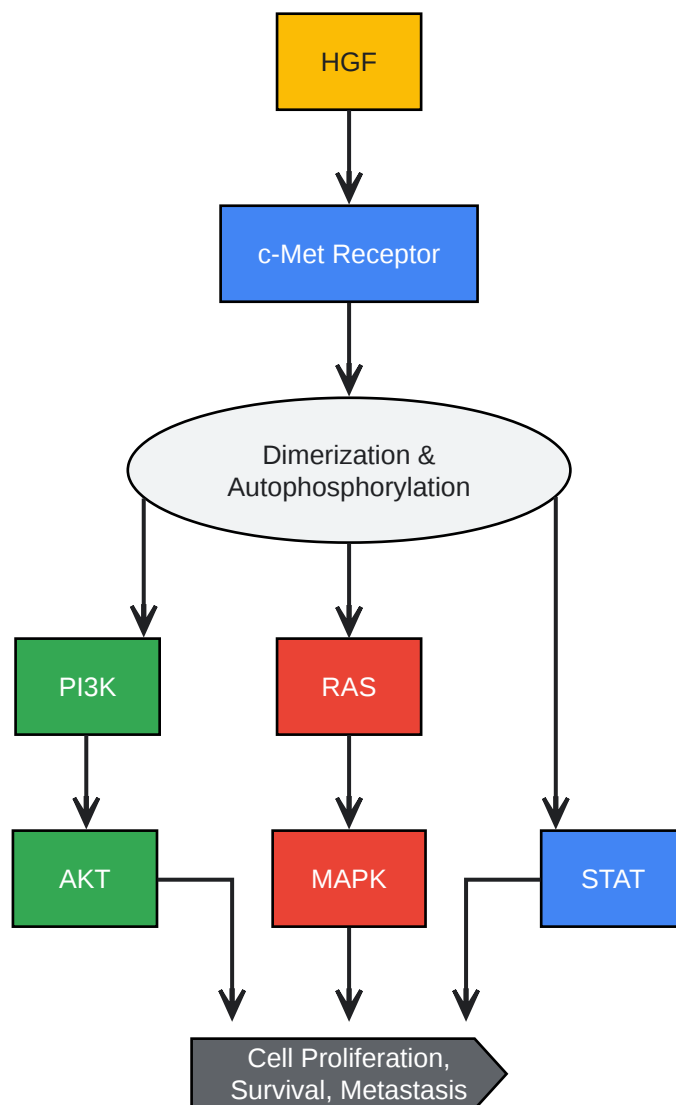 HGF
c-Met Receptor
Dimerization &
Autophosphorylation
PI3K
RAS
AKT
MAPK
STAT
Cell Proliferation,
Survival, Metastasis